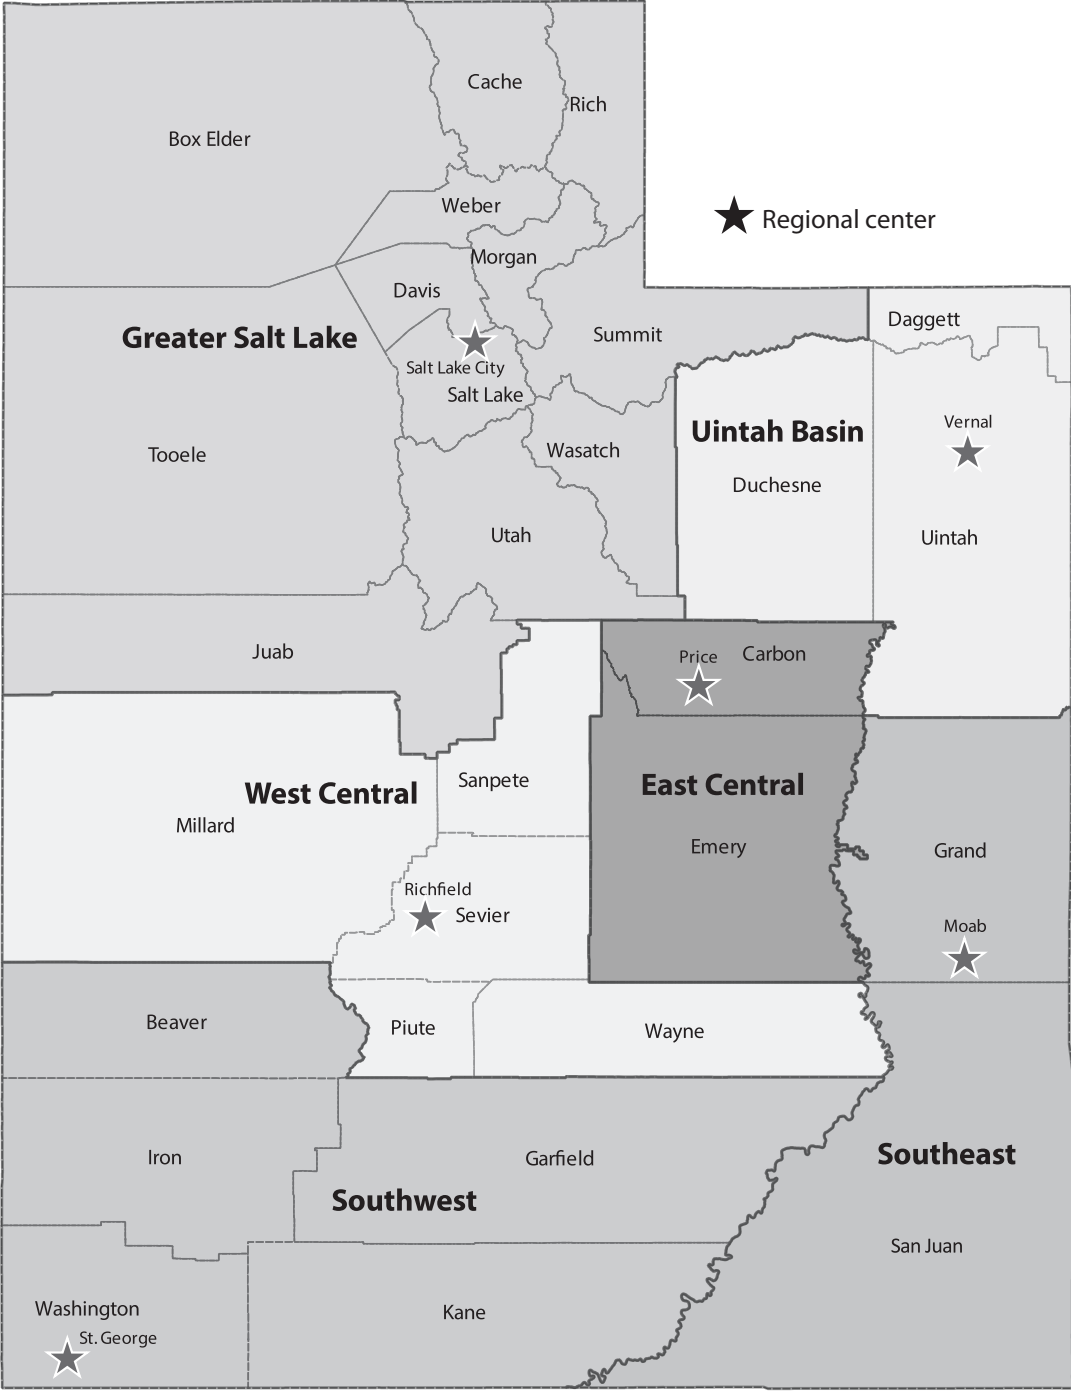 Cache
Rich
Box Elder
Weber
Regional center
Morgan
Davis
Daggett
Greater Salt Lake
Summit
Salt Lake City
Salt Lake
Vernal
Uintah Basin
Wasatch
Tooele
Duchesne
Utah
Uintah
Juab
Price
Carbon
Sanpete
East Central
West Central
Millard
Emery
Grand
Richfield
Sevier
Moab
Beaver
Piute
Wayne
Iron
Garfield
Southeast
Southwest
San Juan
Washington
Kane
St. George